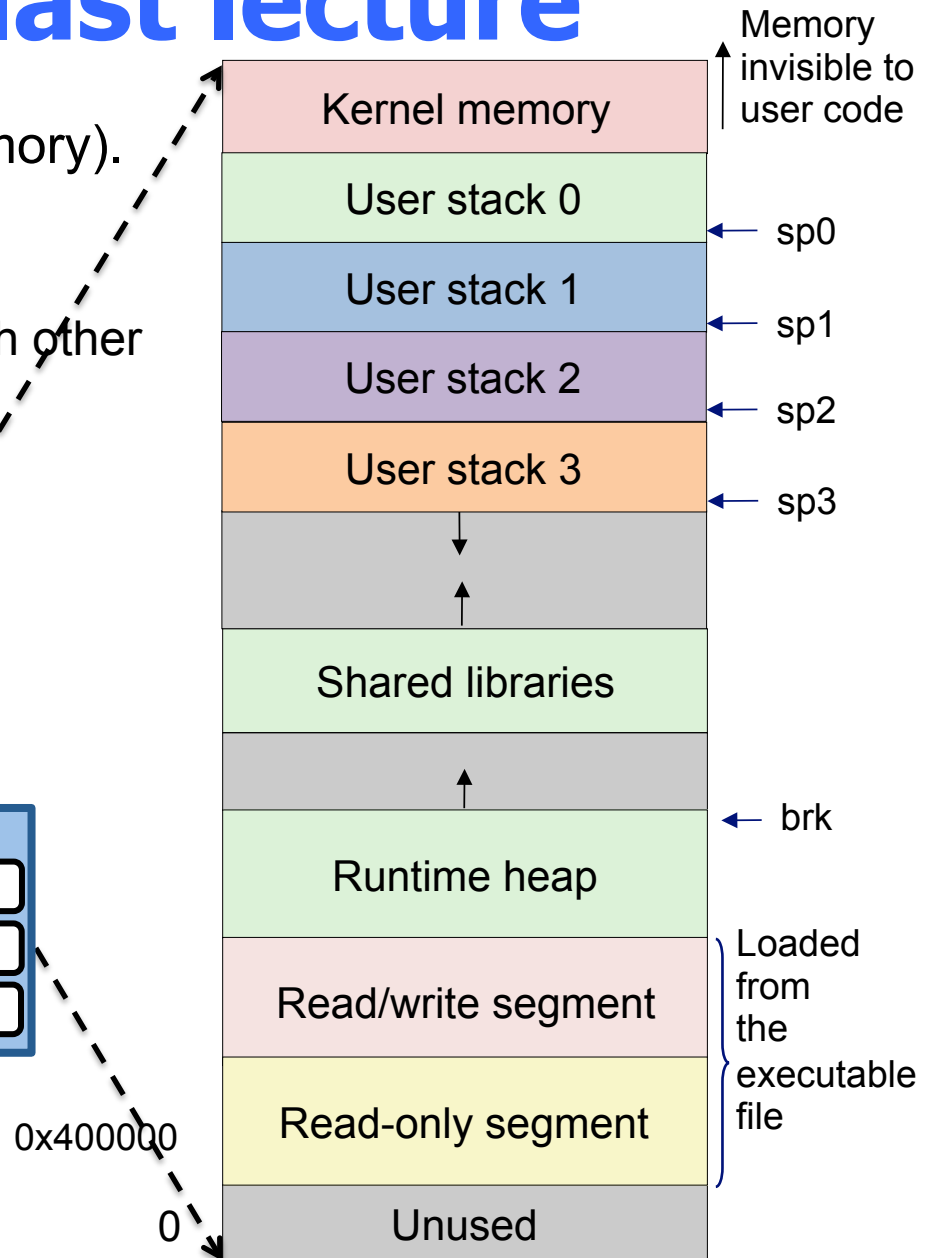 last lecture
Memory
invisible to
user code
Kernel memory
mory).
User stack 0
sp0
User stack 1
sp1
n other
User stack 2
sp2
User stack 3
sp3
Shared libraries
brk
Runtime heap
Loaded
from
the
executable
file
Read/write segment
Read-only segment
0x400000
0
Unused